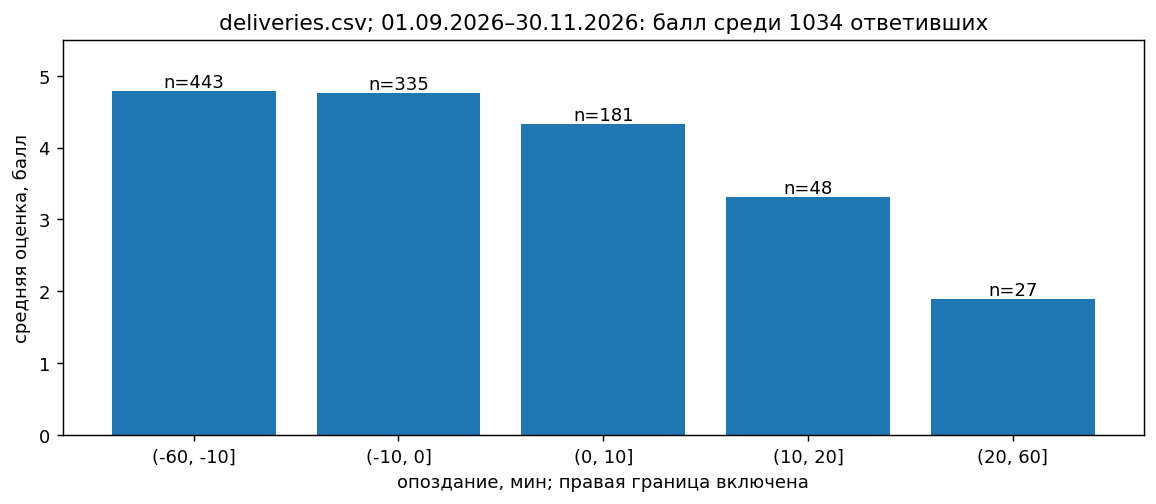 deliveries.csv; 01.09.2026–30.11.2026: балл среди 1034 ответивших
средняя оценка, балл
5
4
3
2
1
0
n=443
n=335
n=181
n=48
n=27
(-60, -10]
(-10, 0]
(0, 10]
(10, 20]
(20, 60]
опоздание, мин; правая граница включена